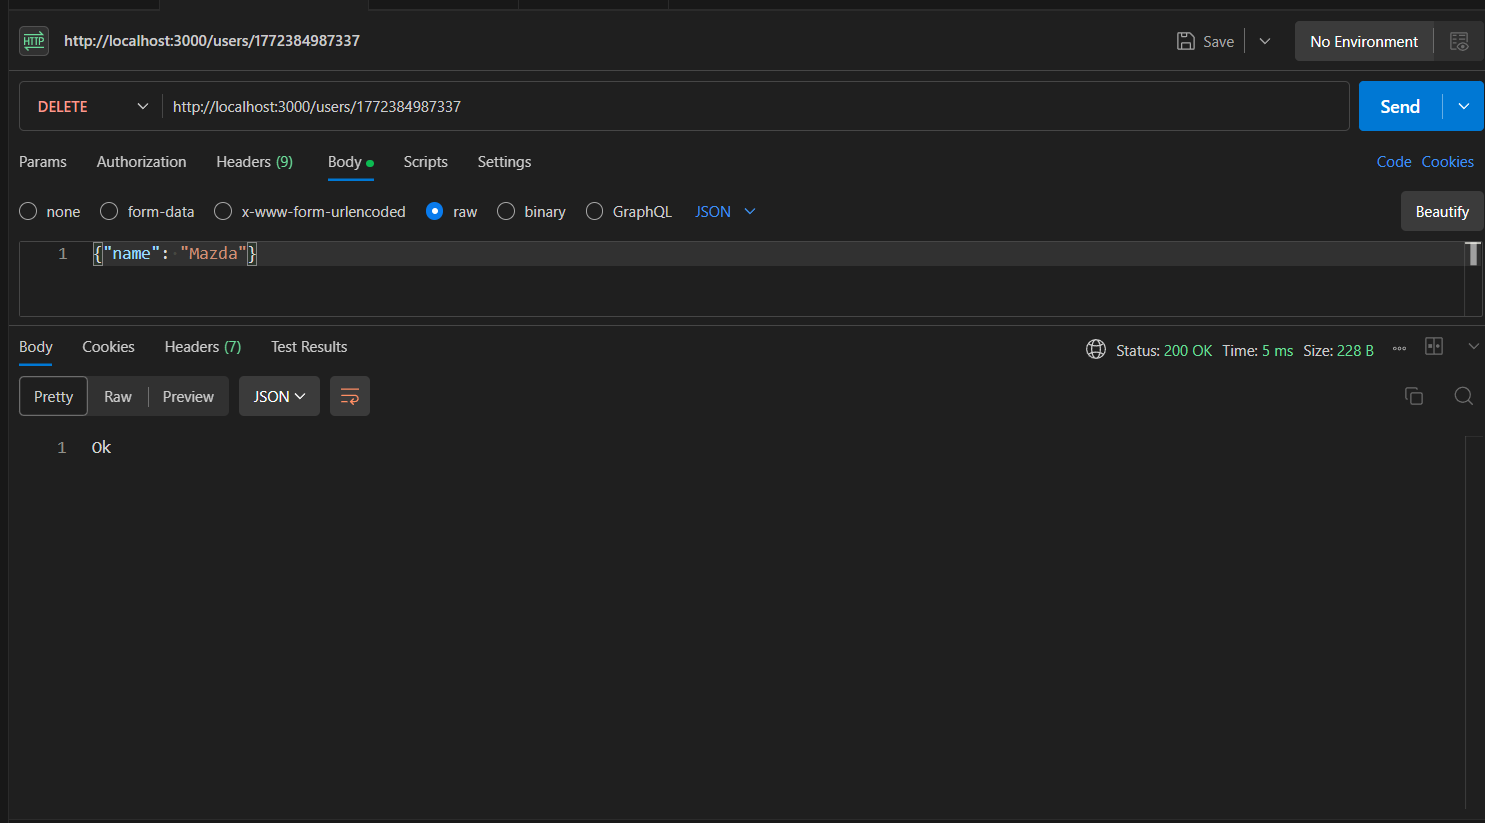 HTTP http://localhost:3000/users/1772384987337 Save No Environment
DELETE http://localhost:3000/users/1772384987337 Send
Params Authorization Headers (9) Body Scripts Settings Code Cookies
none form-data x-www-form-urlencoded raw binary GraphQL JSON Beautify
1 {"name": "Mazda"}
Body Cookies Headers (7) Test Results Status: 200 OK Time: 5 ms Size: 228 B
Pretty Raw Preview JSON
1 Ok